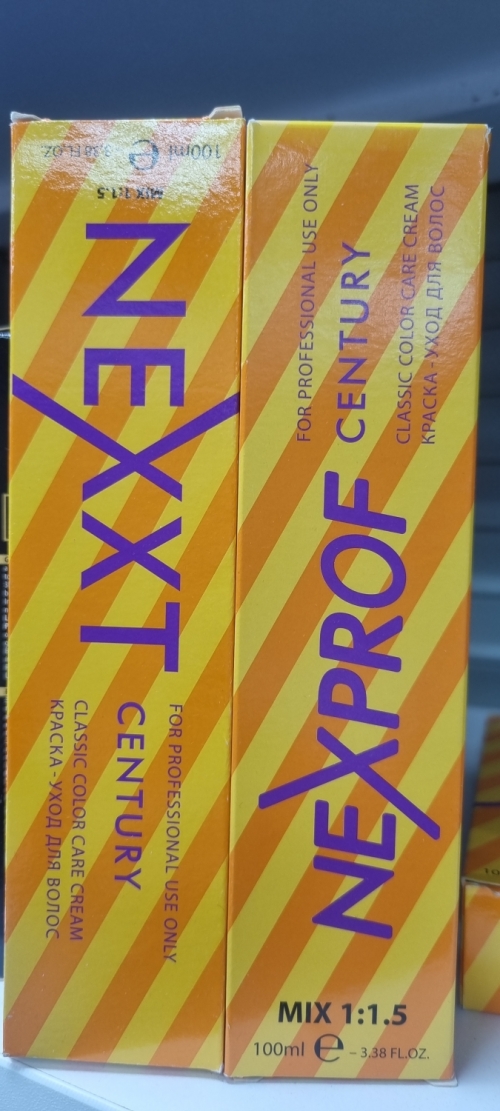 NEXXT
CENTURY
FOR PROFESSIONAL USE ONLY
CLASSIC COLOR CARE CREAM
КРАСКА - УХОД ДЛЯ ВОЛОС
MIX 1:1.5
100ml e - 3.38 FL.OZ.
NEXPROF
CENTURY
FOR PROFESSIONAL USE ONLY
CLASSIC COLOR CARE CREAM
КРАСКА - УХОД ДЛЯ ВОЛОС
MIX 1:1.5
100ml e – 3.38 FL.OZ.